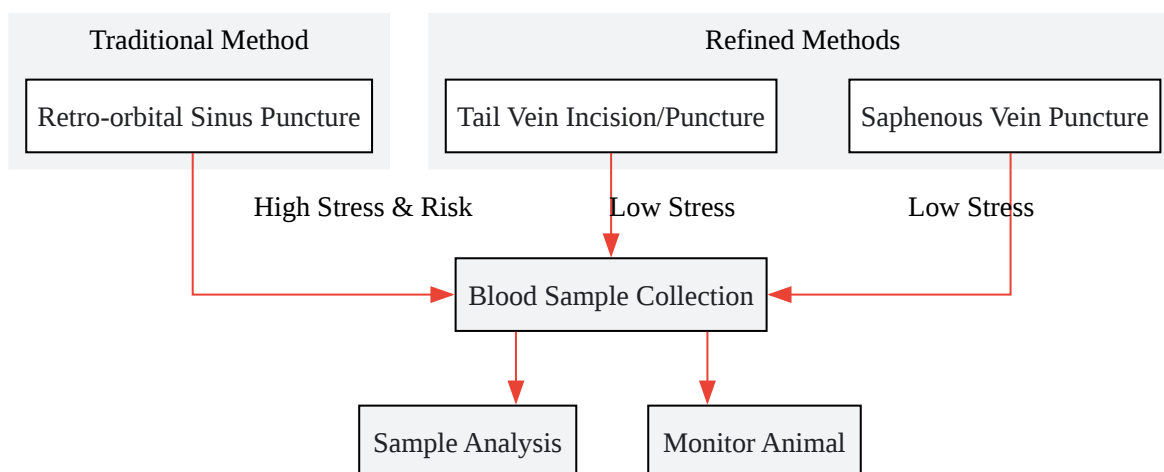 Traditional Method
Refined Methods
Retro-orbital Sinus Puncture
Tail Vein Incision/Puncture
Saphenous Vein Puncture
High Stress & Risk
Low Stress
Low Stress
Blood Sample Collection
Sample Analysis
Monitor Animal